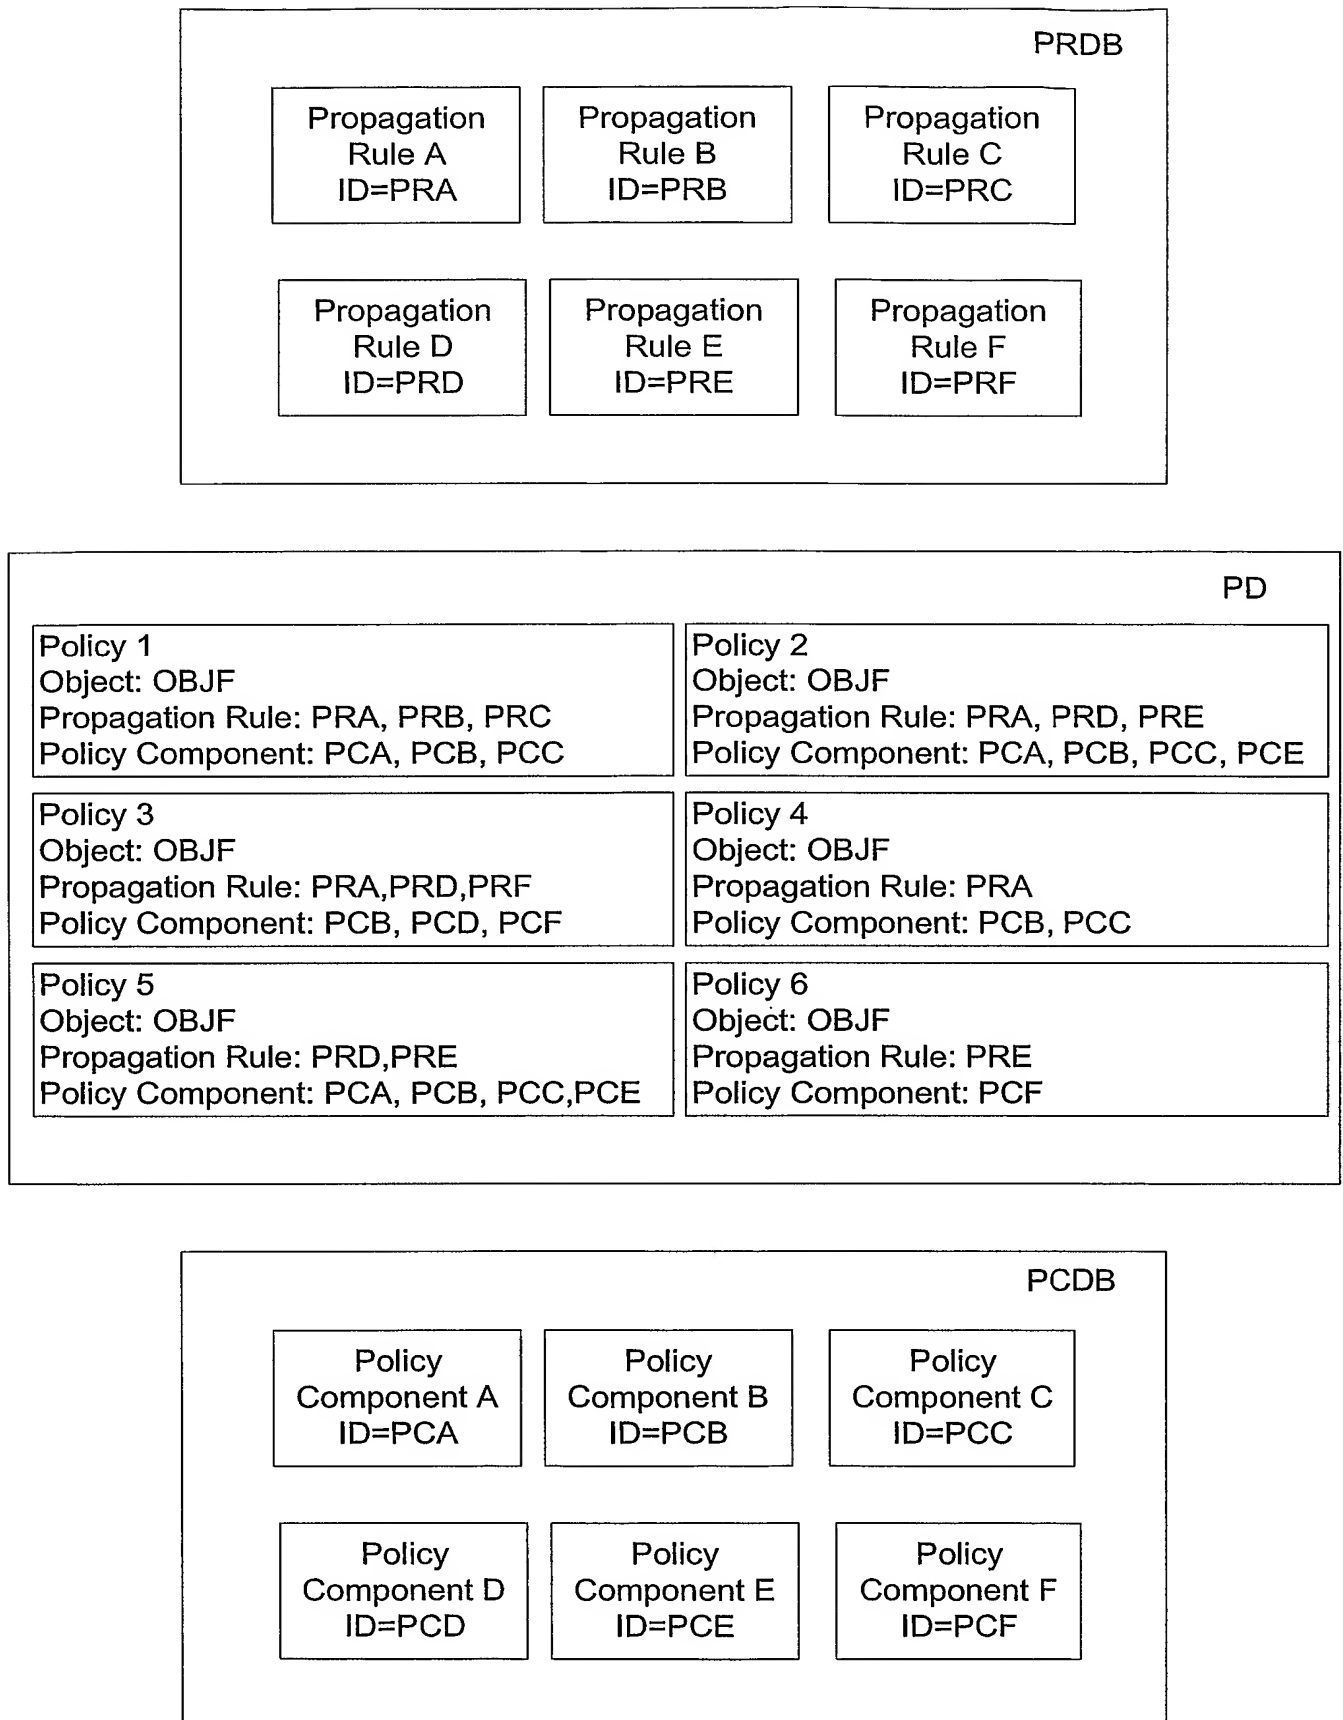 PRDB
Propagation
Rule A
ID=PRA
Propagation
Rule B
ID=PRB
Propagation
Rule C
ID=PRC
Propagation
Rule D
ID=PRD
Propagation
Rule E
ID=PRE
Propagation
Rule F
ID=PRF
PD
Policy 1
Object: OBJF
Propagation Rule: PRA, PRB, PRC
Policy Component: PCA, PCB, PCC
Policy 2
Object: OBJF
Propagation Rule: PRA, PRD, PRE
Policy Component: PCA, PCB, PCC, PCE
Policy 3
Object: OBJF
Propagation Rule: PRA,PRD,PRF
Policy Component: PCB, PCD, PCF
Policy 4
Object: OBJF
Propagation Rule: PRA
Policy Component: PCB, PCC
Policy 5
Object: OBJF
Propagation Rule: PRD,PRE
Policy Component: PCA, PCB, PCC,PCE
Policy 6
Object: OBJF
Propagation Rule: PRE
Policy Component: PCF
PCDB
Policy
Component A
ID=PCA
Policy
Component B
ID=PCB
Policy
Component C
ID=PCC
Policy
Component D
ID=PCD
Policy
Component E
ID=PCE
Policy
Component F
ID=PCF